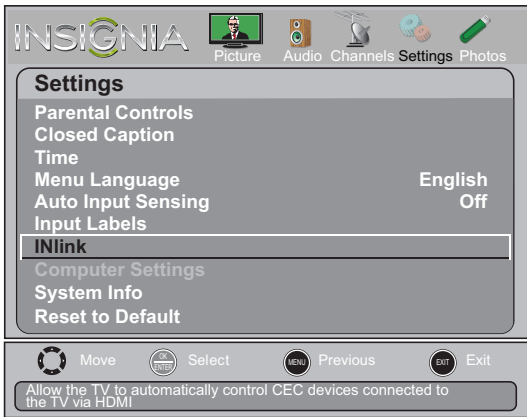 INSIGNIA
Picture Audio Channels Settings Photos
Settings
Parental Controls
Closed Caption
Time
Menu Language English
Auto Input Sensing Off
Input Labels
INlink
Computer Settings
System Info
Reset to Default
Move OK ENTER Select MENU Previous EXIT Exit
Allow the TV to automatically control CEC devices connected to
the TV via HDMI